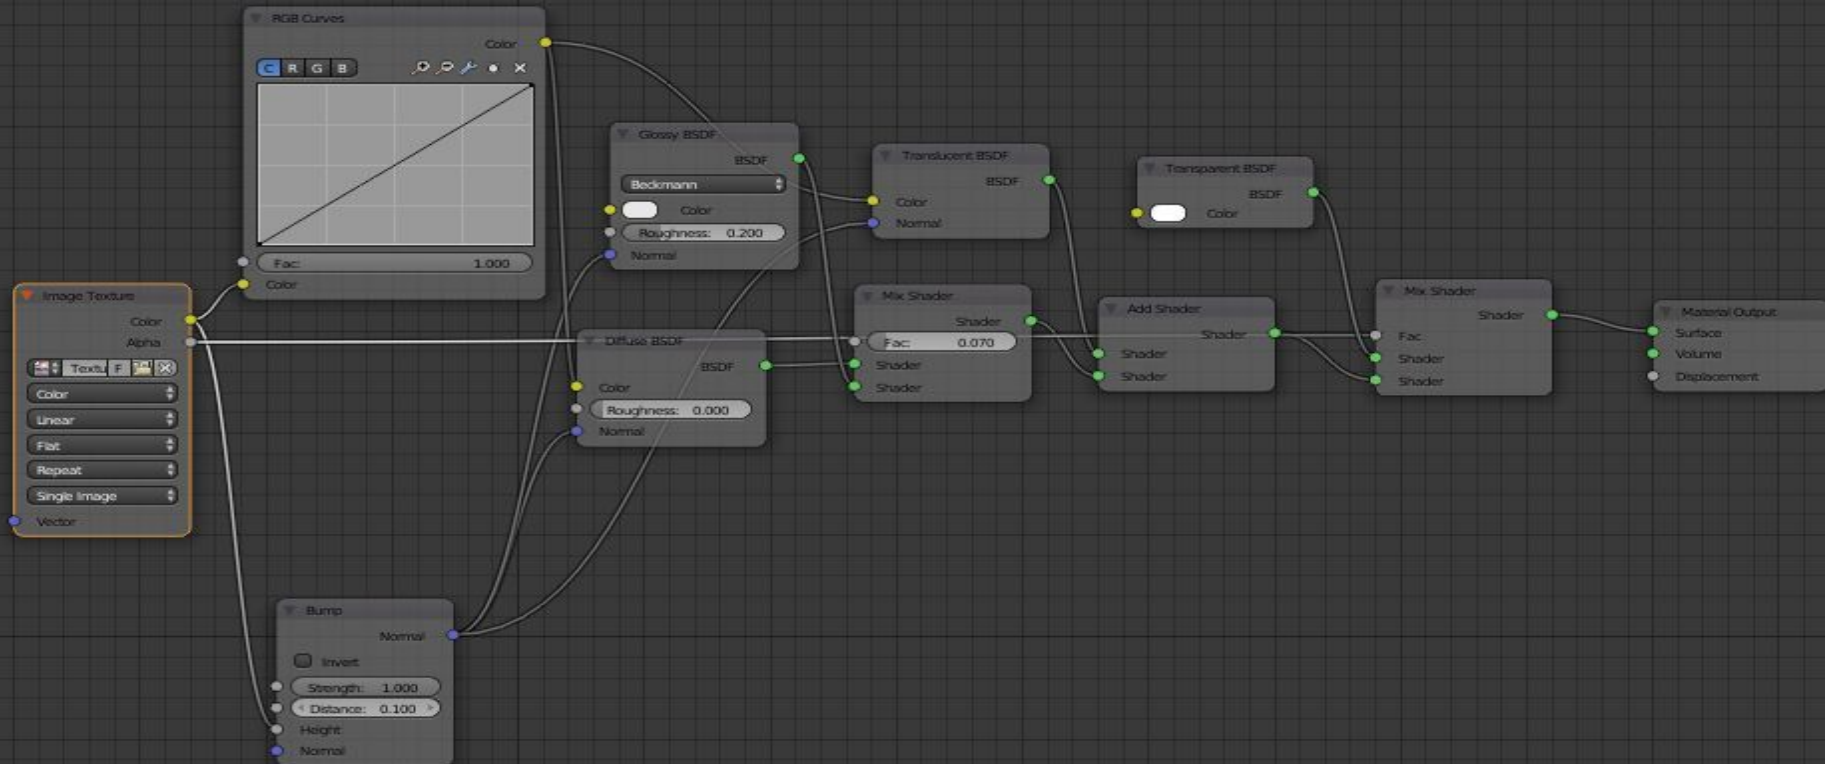 RGB Curves
Color
C R G B
Fac: 1.000
Color
Image Texture
Color
Alpha
Textu F
Color
Linear
Flat
Repeat
Single Image
Vector
Bump
Normal
Invert
Strength: 1.000
Distance: 0.100
Height
Normal
Glossy BSDF
BSDF
Beckmann
Color
Roughness: 0.200
Normal
Diffuse BSDF
BSDF
Color
Roughness: 0.000
Normal
Translucent BSDF
BSDF
Color
Normal
Mix Shader
Shader
Fac: 0.070
Shader
Shader
Transparent BSDF
BSDF
Color
Add Shader
Shader
Shader
Shader
Mix Shader
Shader
Fac
Shader
Shader
Material Output
Surface
Volume
Displacement